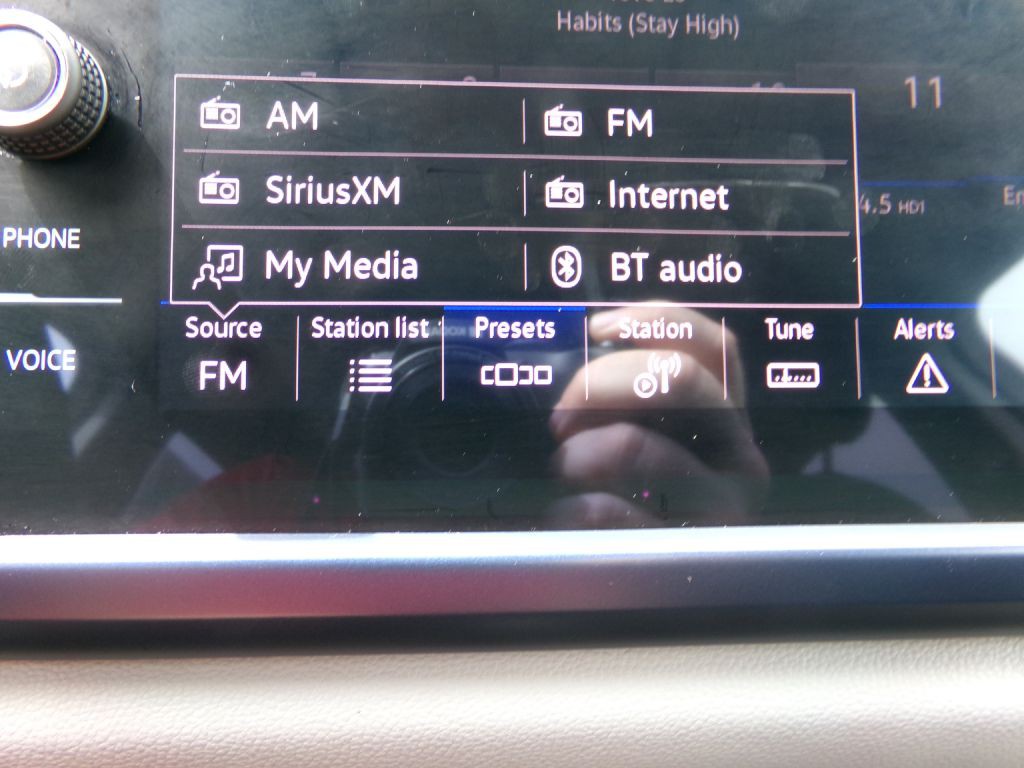 Habits (Stay High)
11
AM
FM
SiriusXM
Internet
4.5 HD1
PHONE
My Media
BT audio
Source
Station list
Presets
Station
Tune
Alerts
VOICE
FM